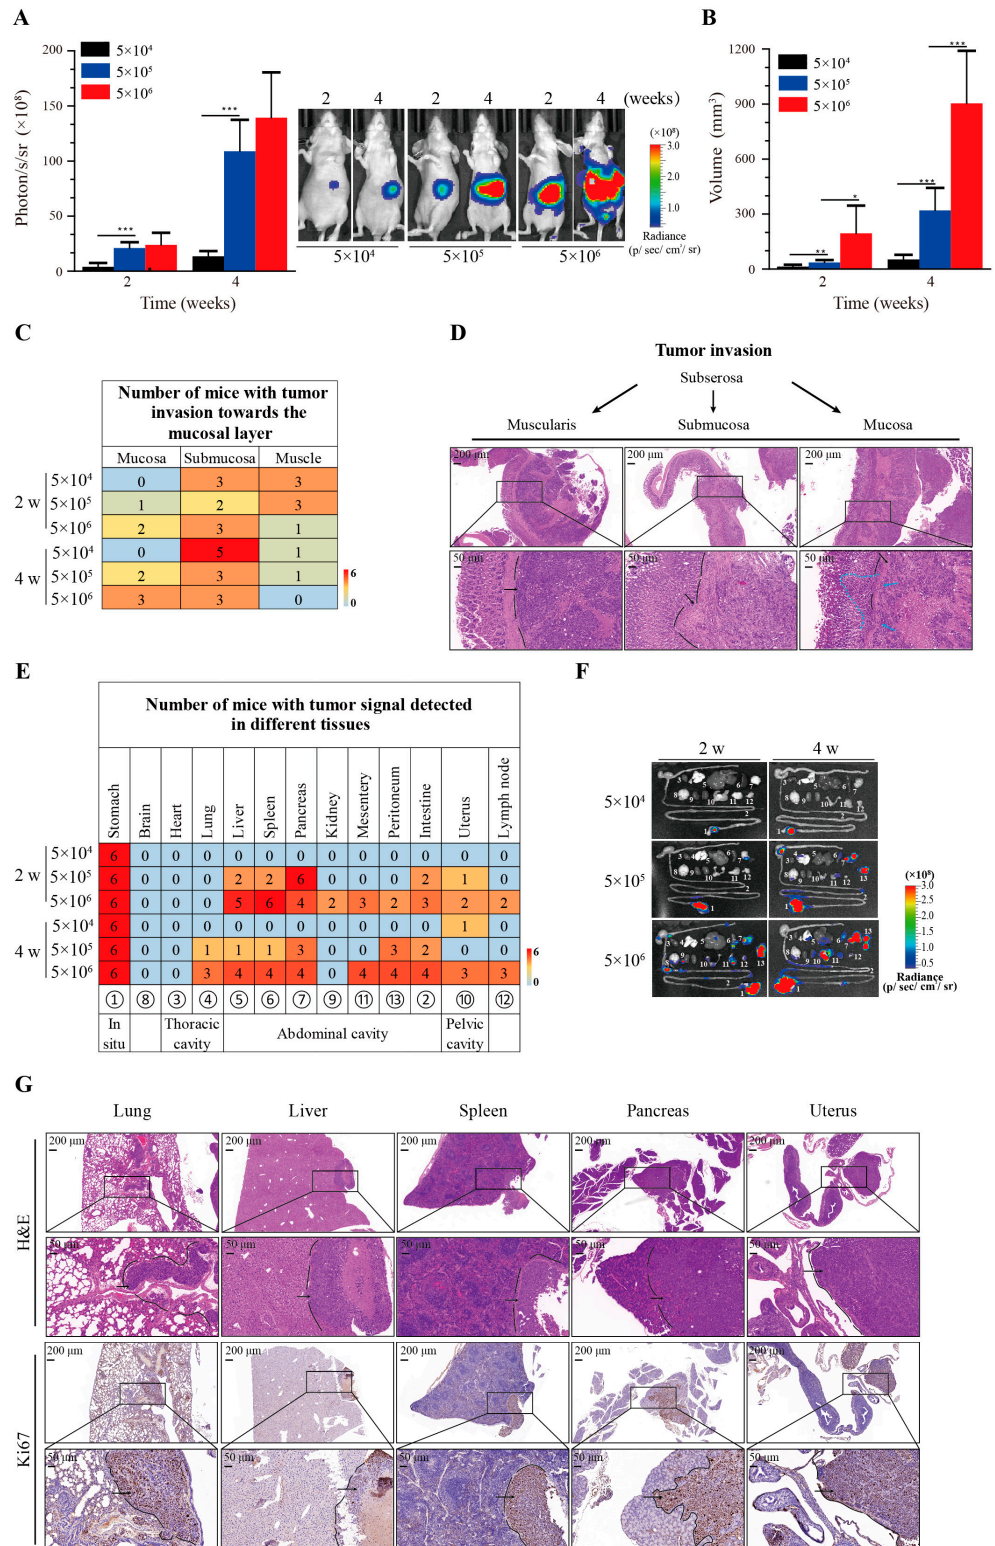 A
200
150
100
50
0
Photon/s/sr (×10⁸)
5×10⁴
5×10⁵
5×10⁶
***
***
2
4
Time (weeks)
2 4 2 4 2 4 (weeks)
5×10⁴ 5×10⁵ 5×10⁶
(×10⁸)
3.0
2.0
1.0
Radiance
(p/ sec/ cm²/ sr)
B
1200
900
600
300
0
Volume (mm³)
5×10⁴
5×10⁵
5×10⁶
**
*
***
***
2
4
Time (weeks)
C
Number of mice with tumor
invasion towards the
mucosal layer
Mucosa Submucosa Muscle
2 w
5×10⁴ 0 3 3
5×10⁵ 1 2 3
5×10⁶ 2 3 1
4 w
5×10⁴ 0 5 1
5×10⁵ 2 3 1
5×10⁶ 3 3 0
6
0
D
Tumor invasion
Subserosa
Muscularis Submucosa Mucosa
200 μm 200 μm 200 μm
50 μm 50 μm 50 μm
E
Number of mice with tumor signal detected
in different tissues
Stomach Brain Heart Lung Liver Spleen Pancreas Kidney Mesentery Peritoneum Intestine Uterus Lymph node
2 w
5×10⁴ 6 0 0 0 0 0 0 0 0 0 0 0 0
5×10⁵ 6 0 0 0 2 2 6 0 0 0 2 1 0
5×10⁶ 6 0 0 0 5 6 4 2 3 2 3 2 2
4 w
5×10⁴ 6 0 0 0 0 0 0 0 0 0 0 1 0
5×10⁵ 6 0 0 1 1 1 3 0 0 3 2 0 0
5×10⁶ 6 0 0 3 4 4 4 0 4 4 4 3 3
6
0
① ⑧ ③ ④ ⑤ ⑥ ⑦ ⑨ ⑪ ⑬ ② ⑩ ⑫
In
situ
Thoracic
cavity
Abdominal cavity
Pelvic
cavity
F
2 w 4 w
5×10⁴
5×10⁵
5×10⁶
(×10⁸)
3.0
2.5
2.0
1.5
1.0
0.5
Radiance
(p/ sec/ cm²/ sr)
G
Lung Liver Spleen Pancreas Uterus
H&E
200 μm 200 μm 200 μm 200 μm 200 μm
50 μm 50 μm 50 μm 50 μm 50 μm
Ki67
200 μm 200 μm 200 μm 200 μm 200 μm
50 μm 50 μm 50 μm 50 μm 50 μm